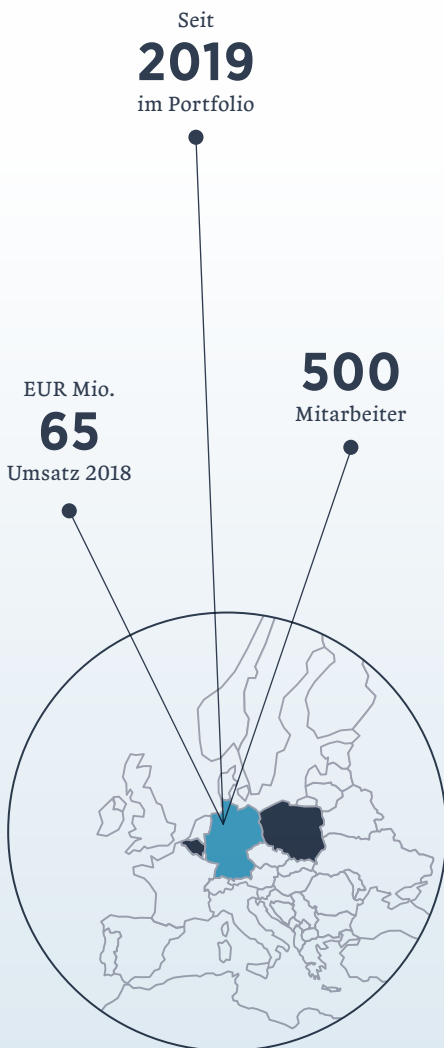 Seit
2019
im Portfolio
500
Mitarbeiter
EUR Mio.
65
Umsatz 2018